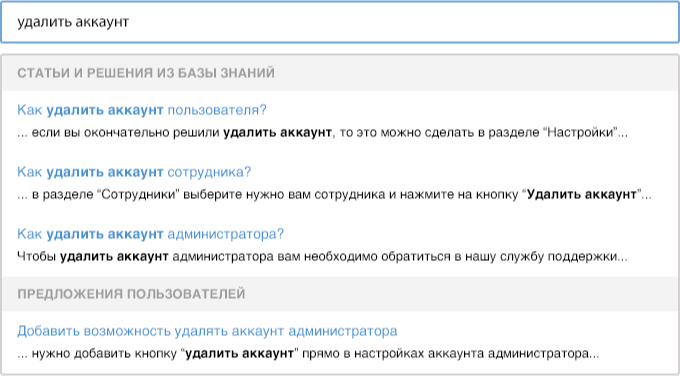 удалить аккаунт
СТАТЬИ И РЕШЕНИЯ ИЗ БАЗЫ ЗНАНИЙ
Как удалить аккаунт пользователя?
... если вы окончательно решили удалить аккаунт, то это можно сделать в разделе “Настройки”...
Как удалить аккаунт сотрудника?
... в разделе “Сотрудники” выберите нужно вам сотрудника и нажмите на кнопку “Удалить аккаунт”...
Как удалить аккаунт администратора?
Чтобы удалить аккаунт администратора вам необходимо обратиться в нашу службу поддержки...
ПРЕДЛОЖЕНИЯ ПОЛЬЗОВАТЕЛЕЙ
Добавить возможность удалять аккаунт администратора
... нужно добавить кнопку “удалить аккаунт” прямо в настройках аккаунта администратора...